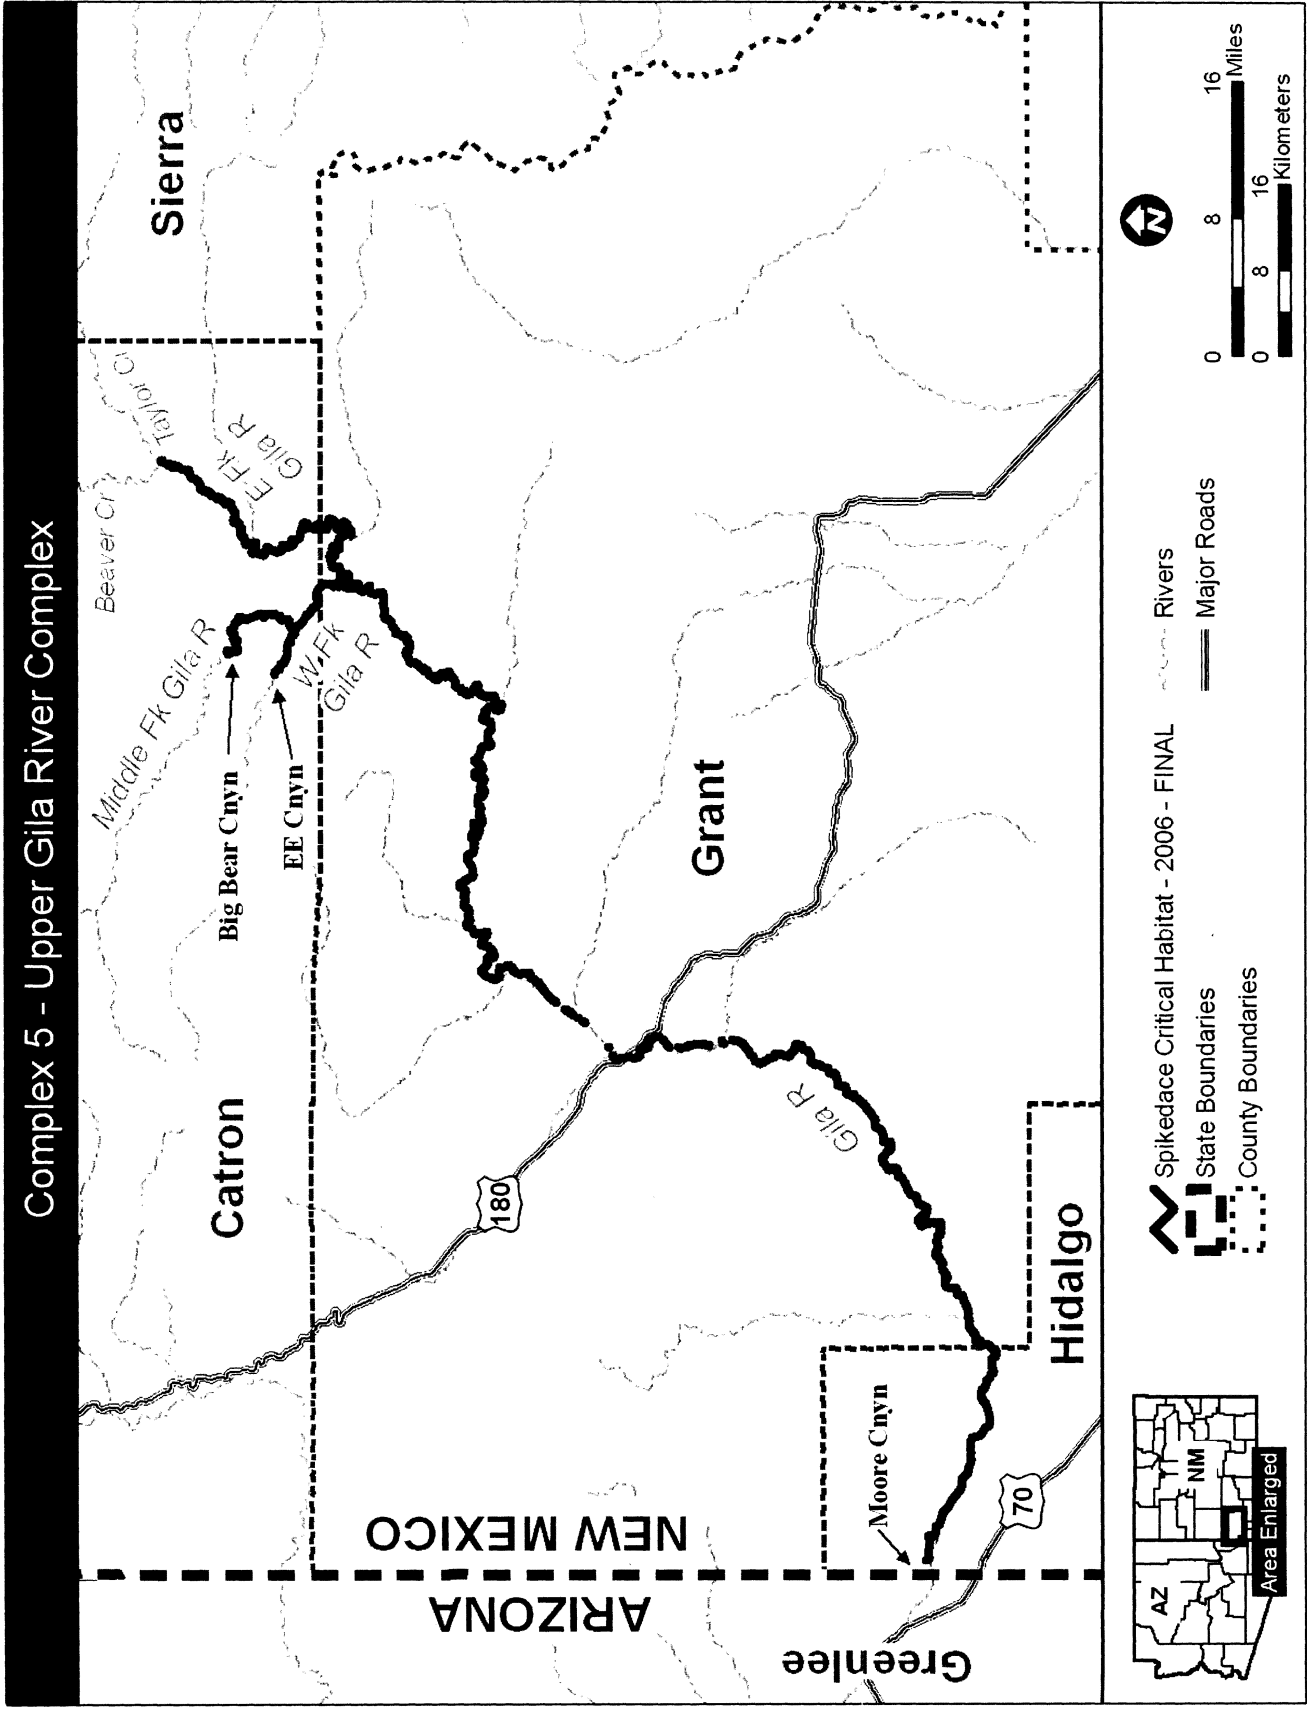 Complex 5 - Upper Gila River Complex
Sierra
Taylor Cr
Beaver Cr
E Fk
Gila R
Middle Fk Gila R
W Fk
Gila R
Big Bear Cnyn
EE Cnyn
Catron
180
Grant
Gila R
Hidalgo
Moore Cnyn
70
NEW MEXICO
ARIZONA
Greenlee
AZ
NM
Area Enlarged
Spikedace Critical Habitat - 2006 - FINAL
State Boundaries
County Boundaries
Rivers
Major Roads
N
0 8 16
Miles
0 8 16
Kilometers